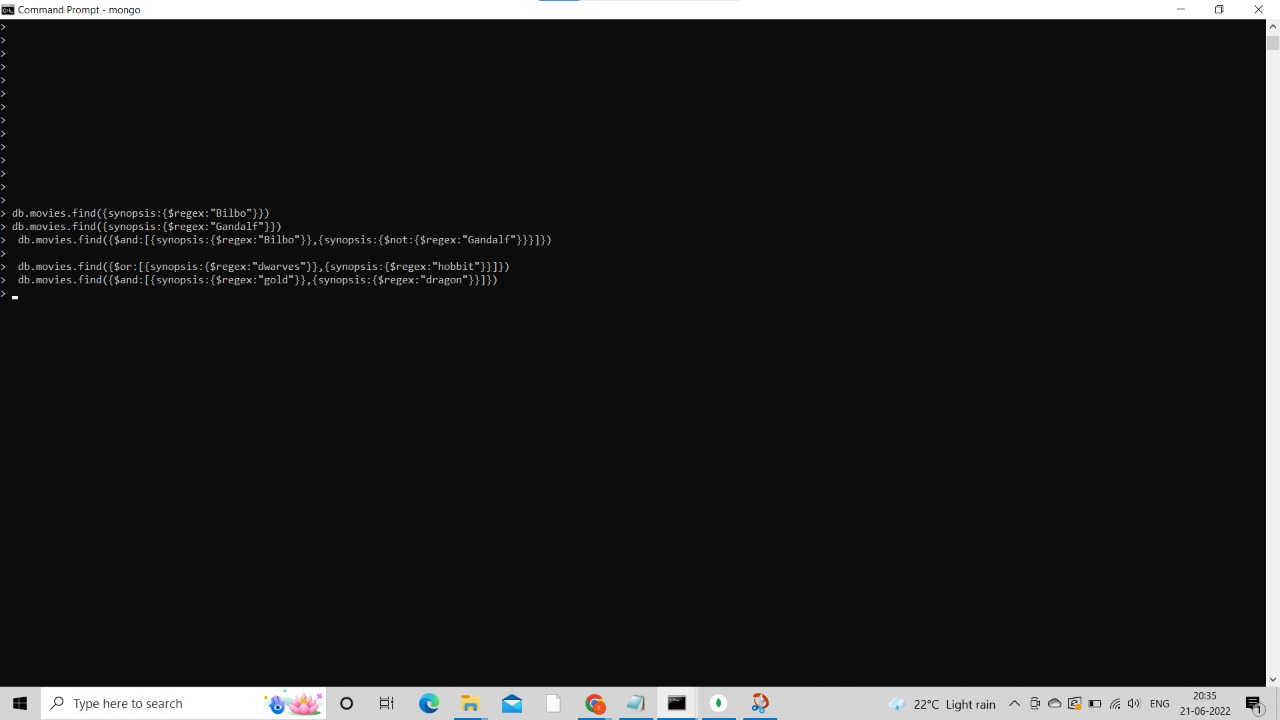 Command Prompt - mongo
>
>
>
>
>
>
>
>
>
>
>
>
>
>
> db.movies.find({synopsis:{$regex:"Bilbo"}})
> db.movies.find({synopsis:{$regex:"Gandalf"}})
>  db.movies.find({$and:[{synopsis:{$regex:"Bilbo"}},{synopsis:{$not:{$regex:"Gandalf"}}}]})
>
>  db.movies.find({$or:[{synopsis:{$regex:"dwarves"}},{synopsis:{$regex:"hobbit"}}]})
>  db.movies.find({$and:[{synopsis:{$regex:"gold"}},{synopsis:{$regex:"dragon"}}]})
>
Type here to search
22°C Light rain
ENG
20:35
21-06-2022
1